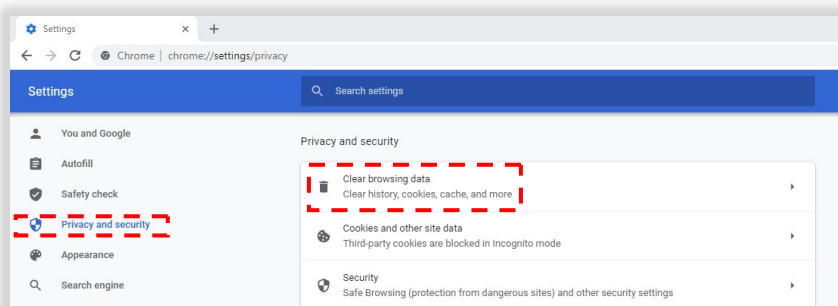 Settings
Chrome | chrome://settings/privacy
Settings
Search settings
You and Google
Autofill
Safety check
Privacy and security
Appearance
Search engine
Privacy and security
Clear browsing data
Clear history, cookies, cache, and more
Cookies and other site data
Third-party cookies are blocked in Incognito mode
Security
Safe Browsing (protection from dangerous sites) and other security settings